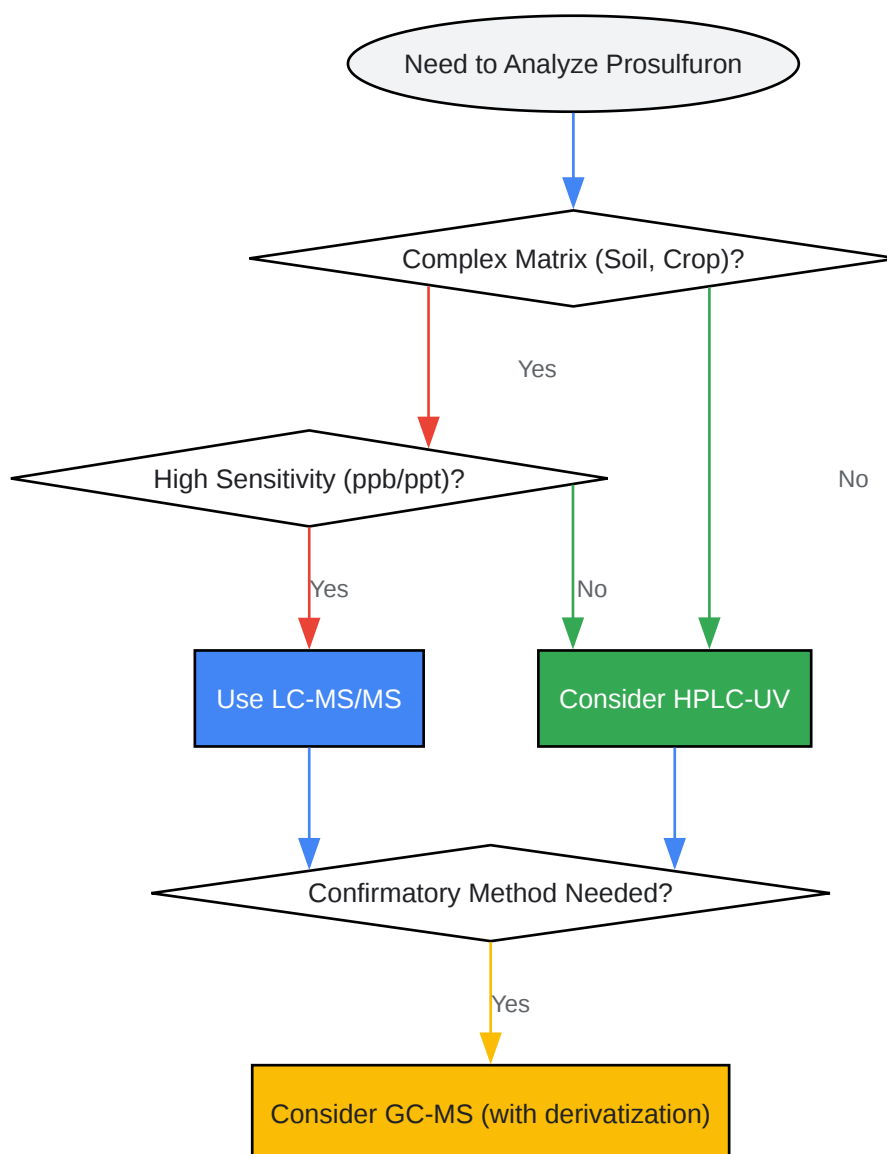 Need to Analyze Prosulfuron
Complex Matrix (Soil, Crop)?
Yes
High Sensitivity (ppb/ppt)?
No
Yes
No
Use LC-MS/MS
Consider HPLC-UV
Confirmatory Method Needed?
Yes
Consider GC-MS (with derivatization)